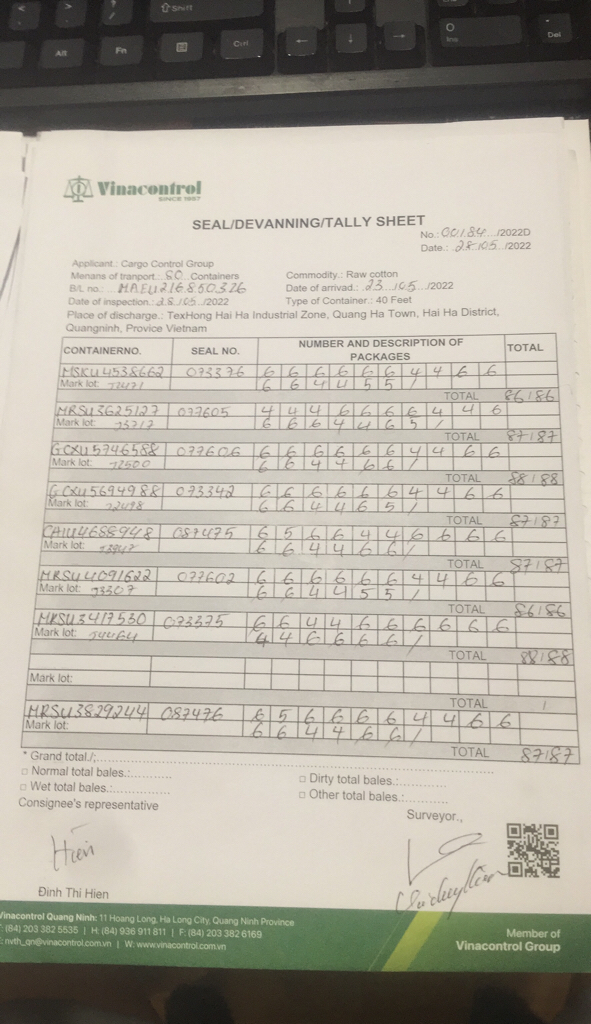 Shift
Alt
Fn
Ctrl
Ins
Del
Vinacontrol
SINCE 1957
SEAL/DEVANNING/TALLY SHEET
No.: 00184.../2022D
Date.: 28.05../2022
Applicant.: Cargo Control Group
Menans of tranport...80.. Containers
Commodity.: Raw cotton
B/L no.: MAEU216850326
Date of arrivad.: 23.../05../2022
Date of inspection.: 28/05./2022
Type of Container.: 40 Feet
Place of discharge.: TexHong Hai Ha Industrial Zone, Quang Ha Town, Hai Ha District,
Quangninh, Provice Vietnam
CONTAINERNO. SEAL NO. NUMBER AND DESCRIPTION OF PACKAGES TOTAL
MSKU4538662 073376 6 6 6 6 6 6 4 4 6 6
Mark lot: 6 6 4 4 5 5 /
TOTAL 86/86
MRSU3625127 077605 4 4 4 6 6 6 6 4 4 6
Mark lot: 6 6 6 4 4 6 5 /
TOTAL 87/87
GCXU5746588 077606 6 6 6 6 6 6 4 4 6 6
Mark lot: 72500 6 6 4 4 6 6 /
TOTAL 88/88
GCXU5694988 073342 6 6 6 6 6 6 4 4 6 6
Mark lot: 72498 6 6 4 4 6 5 /
TOTAL 87/87
CAIU4688948 087475 6 5 6 6 4 4 6 6 6 6
Mark lot: 6 6 4 4 6 6 /
TOTAL 87/87
MRSU4091622 077602 6 6 6 6 6 6 4 4 6 6
Mark lot: 73307 6 6 4 4 5 5 /
TOTAL 86/86
MRSU3417530 073375 6 6 4 4 6 6 6 6 6 6
Mark lot: 74464 4 4 6 6 6 6 /
TOTAL 88/88
Mark lot:
TOTAL /
MRSU3829244 087476 6 5 6 6 6 6 4 4 6 6
Mark lot: 6 6 4 4 6 6 /
TOTAL 87/87
* Grand total./:
□ Normal total bales.:
□ Dirty total bales.:
□ Wet total bales.:
□ Other total bales.:
Consignee's representative
Surveyor.,
Hien
Đinh Thi Hien
Vinacontrol Quang Ninh: 11 Hoang Long, Ha Long City, Quang Ninh Province
: (84) 203 382 5535 | H: (84) 936 911 811 | F: (84) 203 382 6169
: nvth_qn@vinacontrol.com.vn | W: www.vinacontrol.com.vn
Member of
Vinacontrol Group